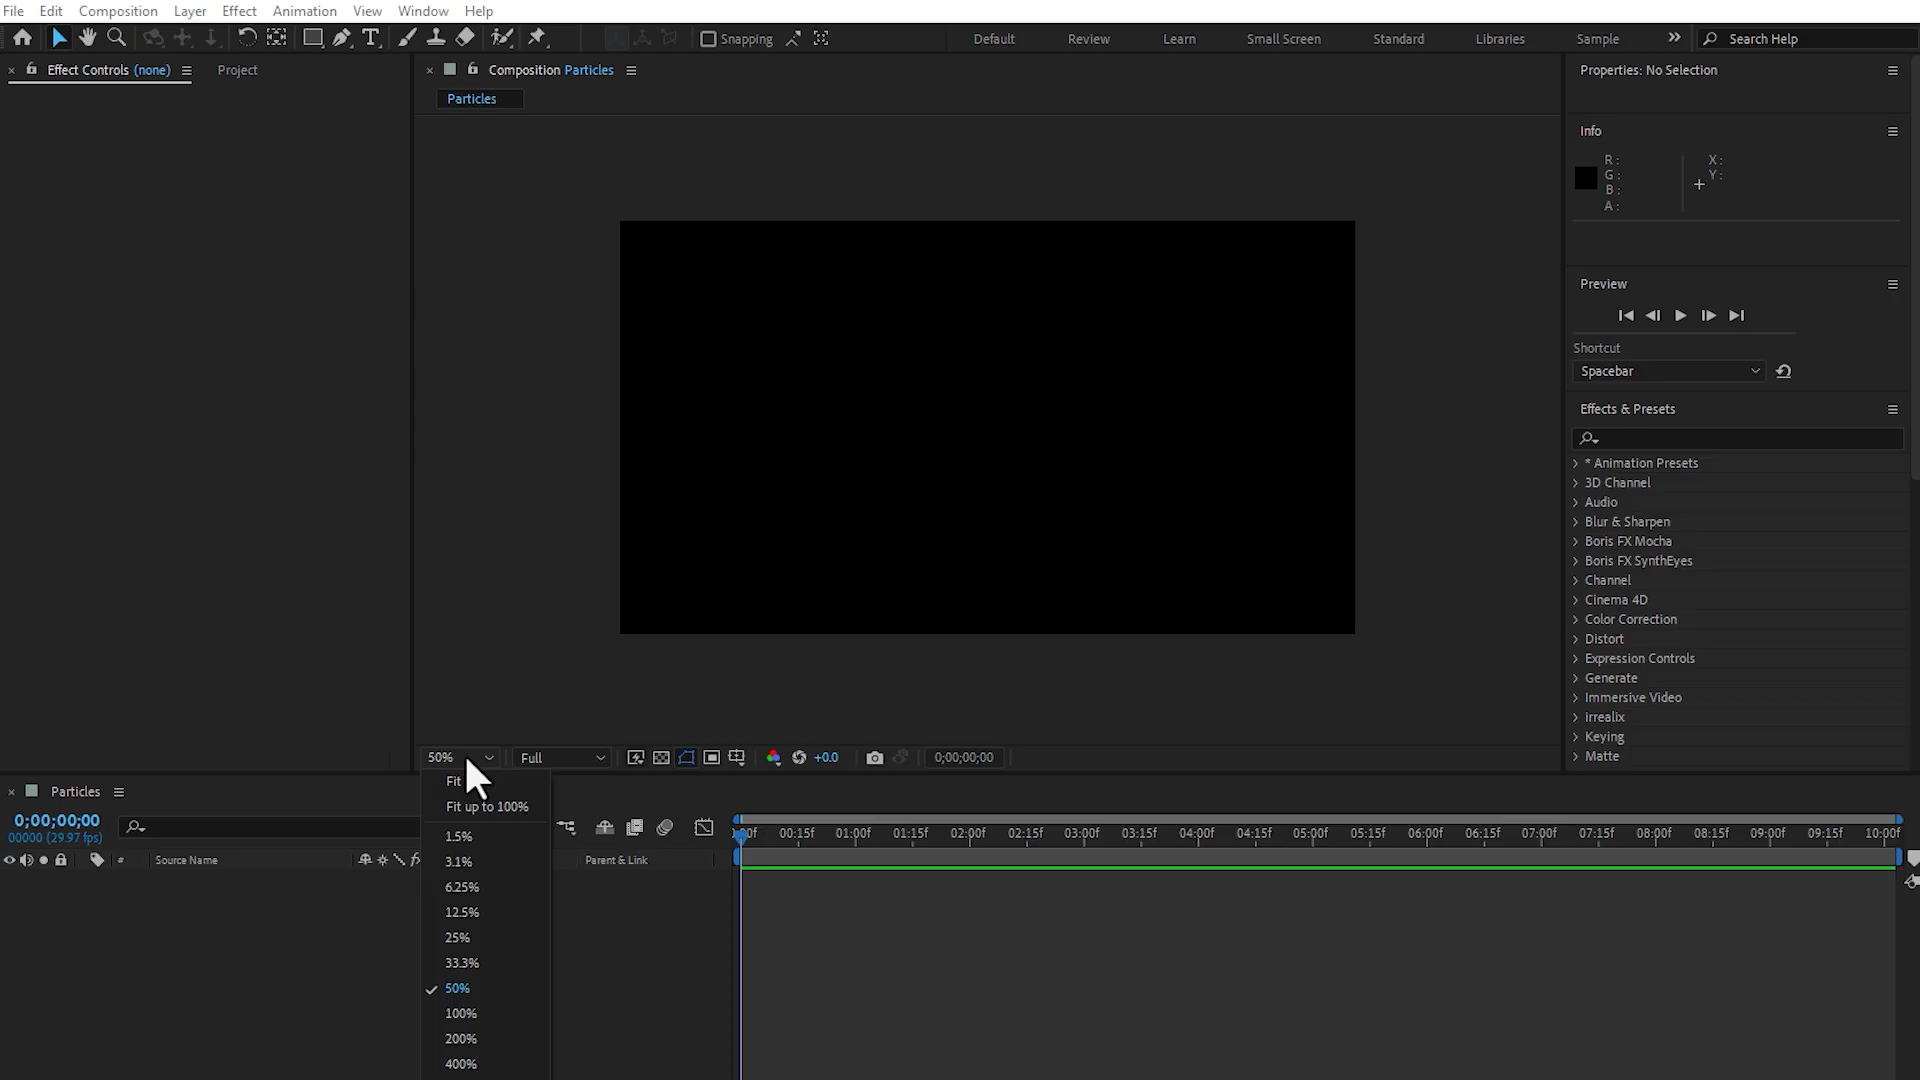 File Edit Composition Layer Effect Animation View Window Help
Snapping Default Review Learn Small Screen Standard Libraries Sample Search Help
Effect Controls (none) Project
Composition Particles
Particles
Properties: No Selection
Info
R :
G :
B :
A :
X :
Y :
Preview
Shortcut
Spacebar
Effects & Presets
* Animation Presets
3D Channel
Audio
Blur & Sharpen
Boris FX Mocha
Boris FX SynthEyes
Channel
Cinema 4D
Color Correction
Distort
Expression Controls
Generate
Immersive Video
irrealix
Keying
Matte
50% Full +0.0 0;00;00;00
Fit
Fit up to 100%
1.5%
3.1%
6.25%
12.5%
25%
33.3%
50%
100%
200%
400%
Particles
0;00;00;00
00000 (29.97 fps)
# Source Name Parent & Link
00:15f 01:00f 01:15f 02:00f 02:15f 03:00f 03:15f 04:00f 04:15f 05:00f 05:15f 06:00f 06:15f 07:00f 07:15f 08:00f 08:15f 09:00f 09:15f 10:00f